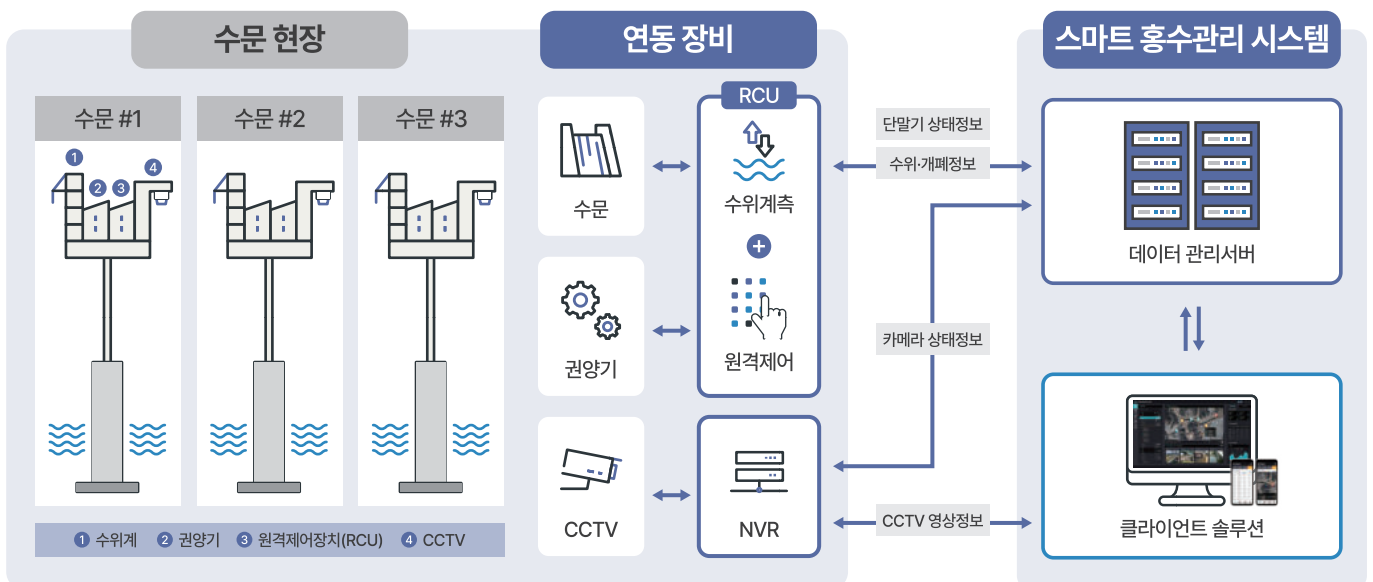 수문 현장
수문 #1
수문 #2
수문 #3
1
2
3
4
1 수위계 2 권양기 3 원격제어장치(RCU) 4 CCTV
연동 장비
수문
권양기
CCTV
RCU
수위계측
+
원격제어
NVR
단말기 상태정보
수위·개폐정보
카메라 상태정보
CCTV 영상정보
스마트 홍수관리 시스템
데이터 관리서버
클라이언트 솔루션